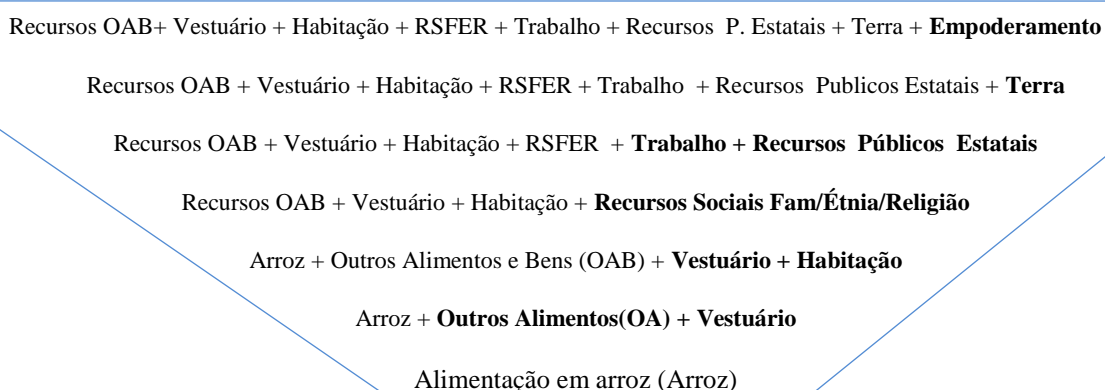 Recursos OAB+ Vestuário + Habitação + RSFER + Trabalho + Recursos P. Estatais + Terra + Empoderamento
Recursos OAB + Vestuário + Habitação + RSFER + Trabalho + Recursos Publicos Estatais + Terra
Recursos OAB + Vestuário + Habitação + RSFER + Trabalho + Recursos Públicos Estatais
Recursos OAB + Vestuário + Habitação + Recursos Sociais Fam/Étnia/Religião
Arroz + Outros Alimentos e Bens (OAB) + Vestuário + Habitação
Arroz + Outros Alimentos(OA) + Vestuário
Alimentação em arroz (Arroz)